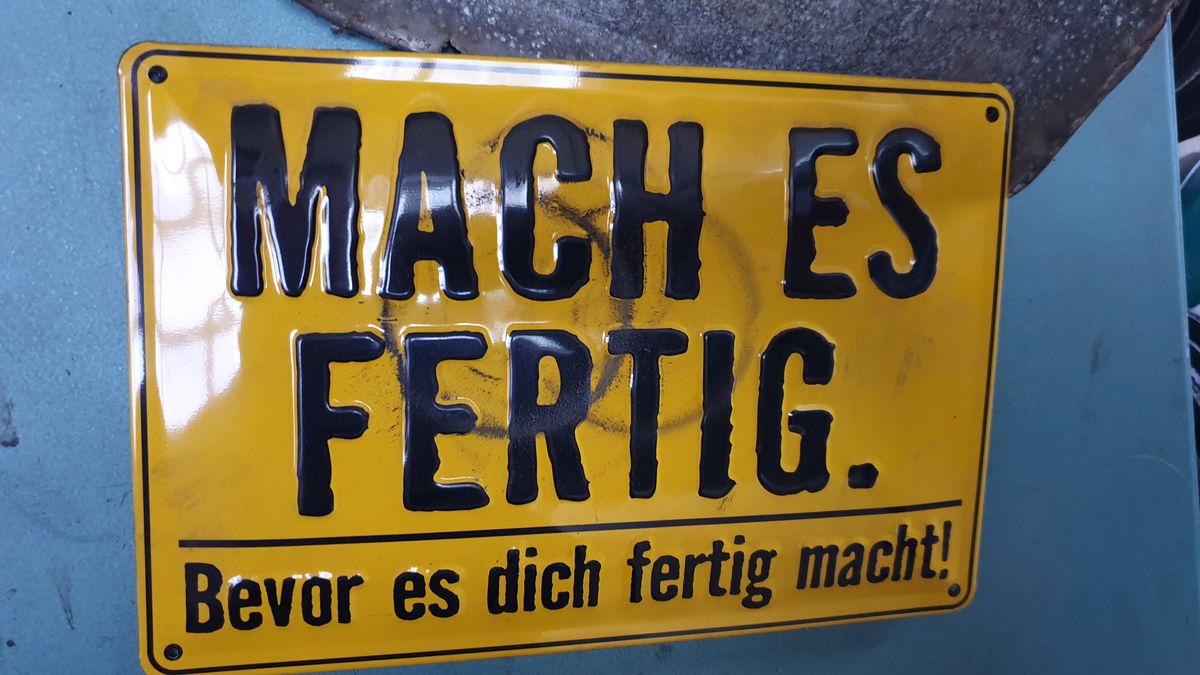 MACH ES
FERTIG.
Bevor es dich fertig macht!